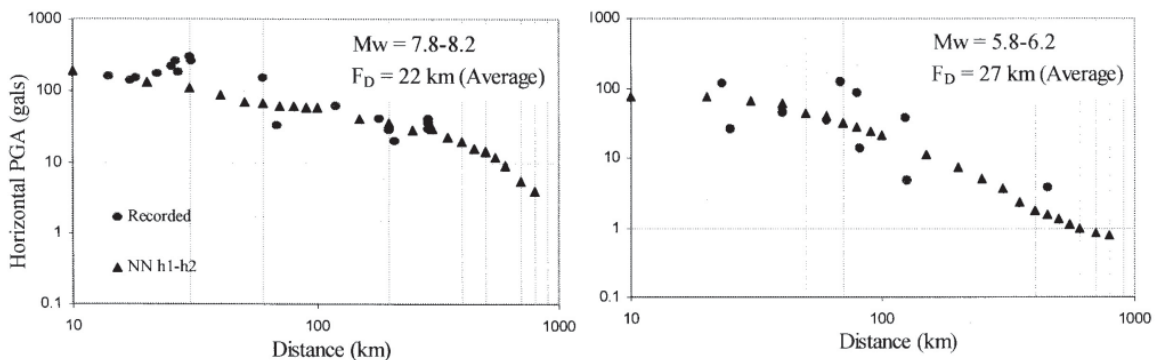 1000
100
10
1
0.1
Horizontal PGA (gals)
Mw = 7.8-8.2
F_D = 22 km (Average)
Recorded
NN h1-h2
10 100 1000
Distance (km)
1000
100
10
1
0.1
Mw = 5.8-6.2
F_D = 27 km (Average)
10 100 1000
Distance (km)